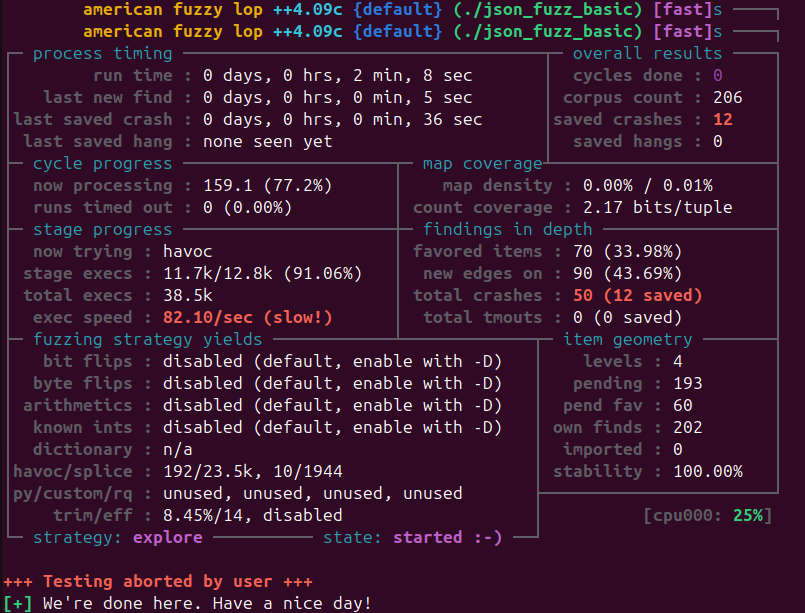 american fuzzy lop ++4.09c {default} (./json_fuzz_basic) [fast]s
american fuzzy lop ++4.09c {default} (./json_fuzz_basic) [fast]s
process timing overall results
run time : 0 days, 0 hrs, 2 min, 8 sec cycles done : 0
last new find : 0 days, 0 hrs, 0 min, 5 sec corpus count : 206
last saved crash : 0 days, 0 hrs, 0 min, 36 sec saved crashes : 12
last saved hang : none seen yet saved hangs : 0
cycle progress map coverage
now processing : 159.1 (77.2%) map density : 0.00% / 0.01%
runs timed out : 0 (0.00%) count coverage : 2.17 bits/tuple
stage progress findings in depth
now trying : havoc favored items : 70 (33.98%)
stage execs : 11.7k/12.8k (91.06%) new edges on : 90 (43.69%)
total execs : 38.5k total crashes : 50 (12 saved)
exec speed : 82.10/sec (slow!) total tmouts : 0 (0 saved)
fuzzing strategy yields item geometry
bit flips : disabled (default, enable with -D) levels : 4
byte flips : disabled (default, enable with -D) pending : 193
arithmetics : disabled (default, enable with -D) pend fav : 60
known ints : disabled (default, enable with -D) own finds : 202
dictionary : n/a imported : 0
havoc/splice : 192/23.5k, 10/1944 stability : 100.00%
py/custom/rq : unused, unused, unused, unused
trim/eff : 8.45%/14, disabled [cpu000: 25%]
strategy: explore state: started :-)
+++ Testing aborted by user +++
[+] We're done here. Have a nice day!